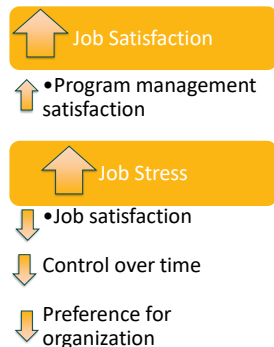 Job Satisfaction
•Program management
satisfaction
Job Stress
•Job satisfaction
Control over time
Preference for
organization